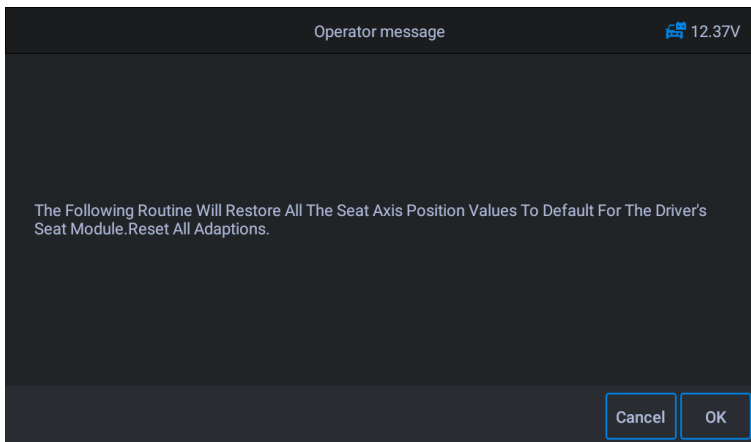 Operator message
12.37V
The Following Routine Will Restore All The Seat Axis Position Values To Default For The Driver's
Seat Module.Reset All Adaptions.
Cancel
OK